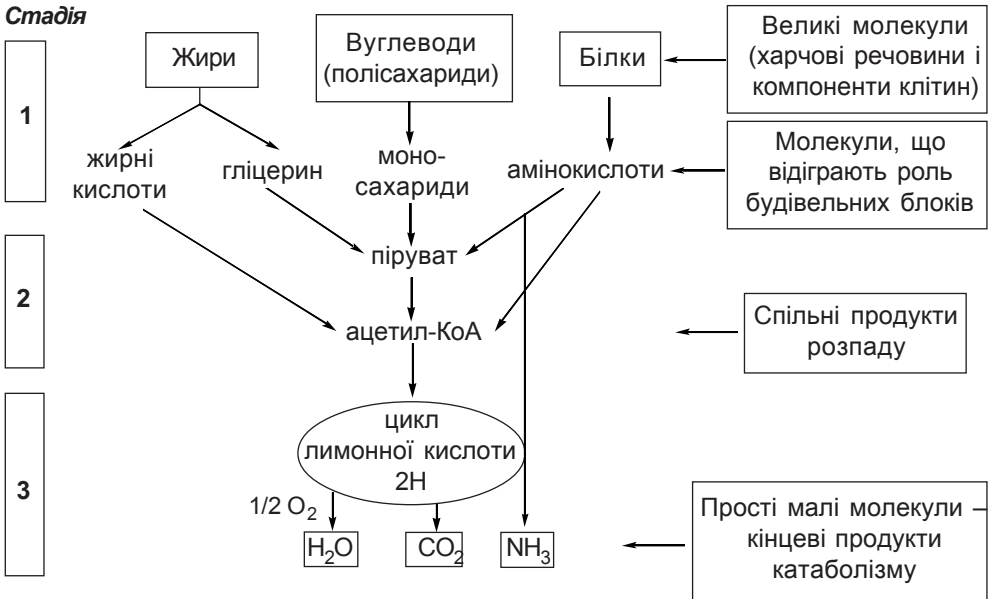 Стадія
1
Жири
Вуглеводи
(полісахариди)
Білки
Великі молекули
(харчові речовини і
компоненти клітин)
жирні
кислоти
гліцерин
моно-
сахариди
амінокислоти
Молекули, що
відіграють роль
будівельних блоків
2
піруват
ацетил-КоА
Спільні продукти
розпаду
3
цикл
лимонної кислоти
2H
1/2 O₂
H₂O
CO₂
NH₃
Прості малі молекули –
кінцеві продукти
катаболізму